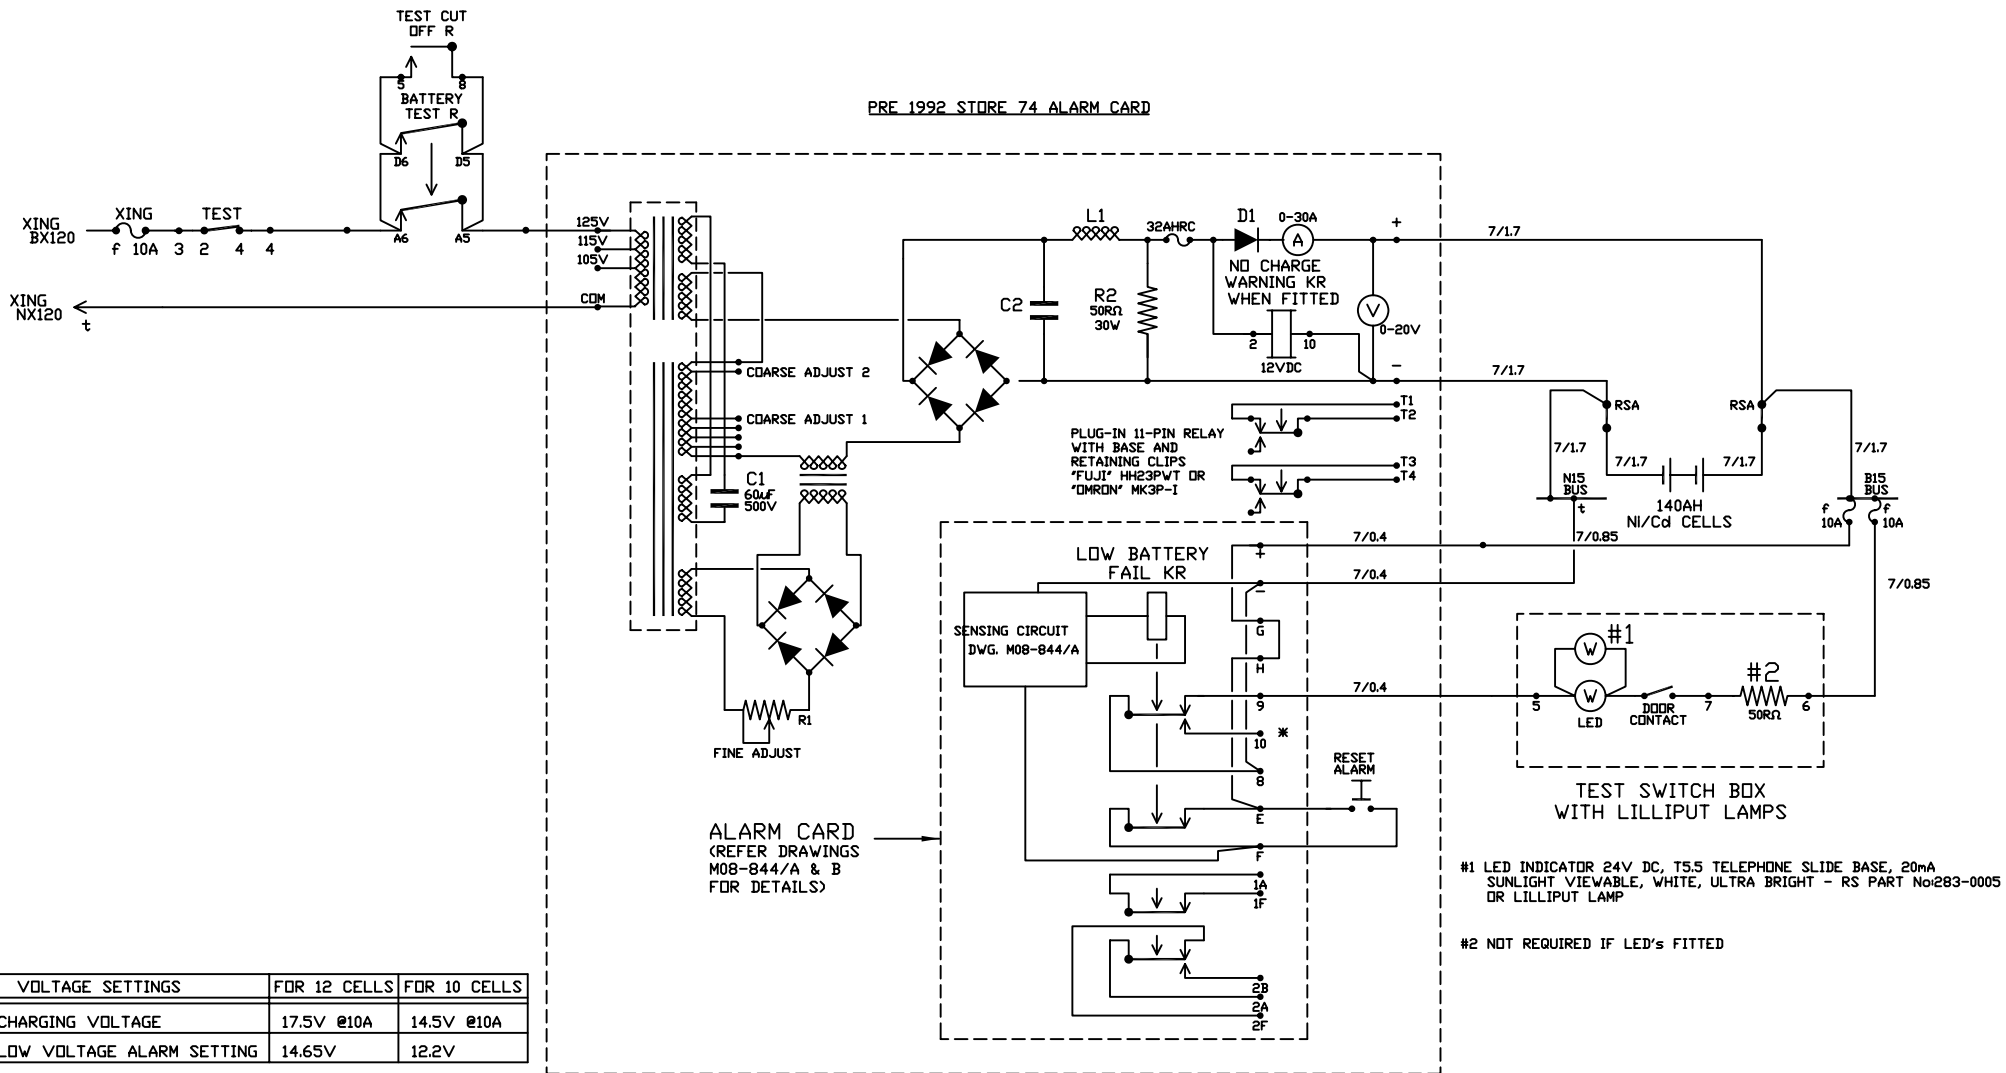 TEST CUT
OFF R
5
8
BATTERY
TEST R
D6
D5
A6
A5
PRE 1992 STORE 74 ALARM CARD
XING
BX120
XING
TEST
f 10A 3 2 4 4
XING
NX120
t
125V
115V
105V
COM
COARSE ADJUST 2
COARSE ADJUST 1
C1
60uF
500V
R1
FINE ADJUST
L1
32AHRC
D1
0-30A
A
+
7/1.7
NO CHARGE
WARNING KR
WHEN FITTED
C2
R2
50RΩ
30W
V
0-20V
2
10
12VDC
-
7/1.7
T1
T2
T3
T4
PLUG-IN 11-PIN RELAY
WITH BASE AND
RETAINING CLIPS
"FUJI" HH23PWT OR
"OMRON" MK3P-I
RSA
RSA
7/1.7
7/1.7
7/1.7
7/1.7
N15
BUS
t
140AH
NI/Cd CELLS
B15
BUS
f
10A
f
10A
7/0.85
7/0.4
7/0.4
7/0.85
LOW BATTERY
FAIL KR
+
-
SENSING CIRCUIT
DWG. M08-844/A
G
H
9
10 *
8
E
F
1A
1F
2B
2A
2F
7/0.4
RESET
ALARM
#1
W
W
LED
5
DOOR
CONTACT
7
#2
50RΩ
6
TEST SWITCH BOX
WITH LILLIPUT LAMPS
ALARM CARD
(REFER DRAWINGS
M08-844/A & B
FOR DETAILS)
#1 LED INDICATOR 24V DC, T5.5 TELEPHONE SLIDE BASE, 20mA
SUNLIGHT VIEWABLE, WHITE, ULTRA BRIGHT - RS PART No:283-0005
OR LILLIPUT LAMP
#2 NOT REQUIRED IF LED's FITTED
VOLTAGE SETTINGS FOR 12 CELLS FOR 10 CELLS
CHARGING VOLTAGE 17.5V @10A 14.5V @10A
LOW VOLTAGE ALARM SETTING 14.65V 12.2V